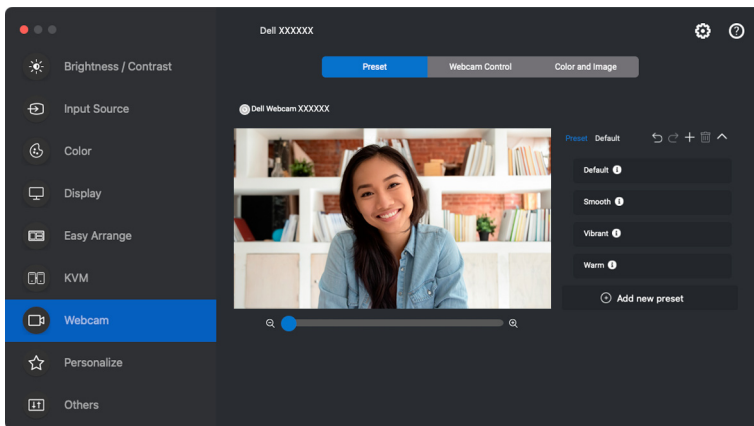 Dell XXXXXX
Brightness / Contrast
Input Source
Color
Display
Easy Arrange
KVM
Webcam
Personalize
Others
Preset Webcam Control Color and Image
Dell Webcam XXXXXX
Preset Default
Default
Smooth
Vibrant
Warm
Add new preset